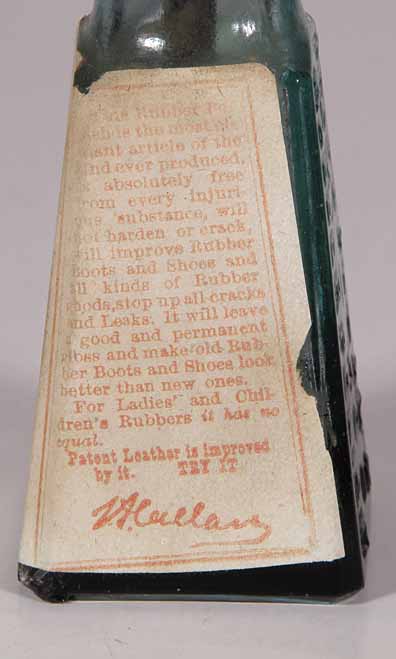 Rubber
is the most
article of the
ever produced,
absolutely free
from every injuri
substance, will
not harden or crack,
will improve Rubber
Boots and Shoes and
all kinds of Rubber
goods, stop up all cracks
and Leaks. It will leave
a good and permanent
gloss and make old Rub-
ber Boots and Shoes look
better than new ones.
For Ladies' and Chil-
dren's Rubbers it has no
equal.
Patent Leather is improved
by it. TRY IT